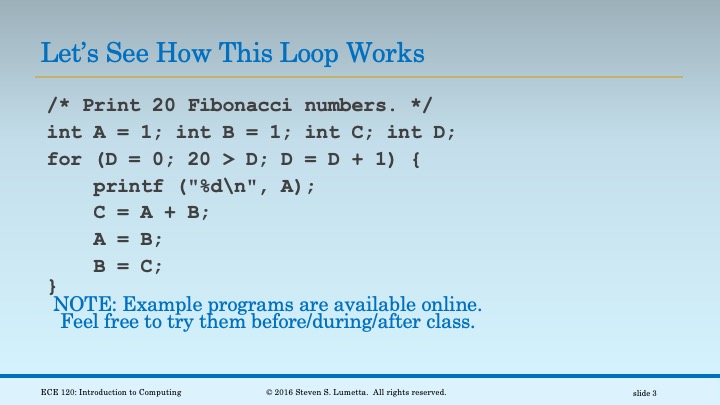 Let’s See How This Loop Works
/* Print 20 Fibonacci numbers. */
int A = 1; int B = 1; int C; int D;
for (D = 0; 20 > D; D = D + 1) {
    printf ("%d\n", A);
    C = A + B;
    A = B;
    B = C;
}
NOTE: Example programs are available online.
Feel free to try them before/during/after class.
ECE 120: Introduction to Computing © 2016 Steven S. Lumetta. All rights reserved. slide 3